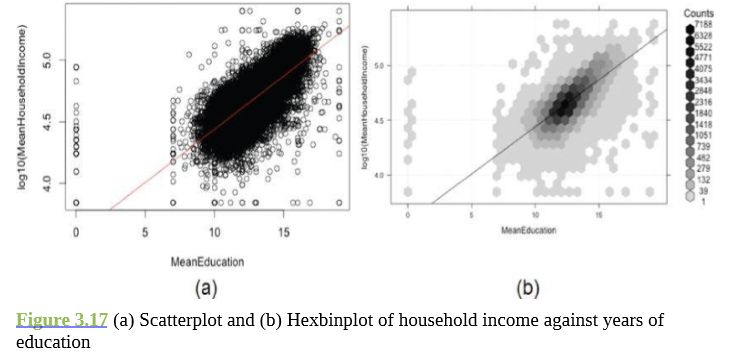 log10(MeanHouseholdIncome)
5.0
4.5
4.0
0 5 10 15
MeanEducation
(a)
log10(MeanHouseholdIncome)
5.0
4.5
4.0
0 5 10 15
MeanEducation
(b)
Counts
7188
6328
5522
4771
4075
3434
2848
2316
1840
1418
1051
739
482
279
132
39
1
Figure 3.17 (a) Scatterplot and (b) Hexbinplot of household income against years of
education